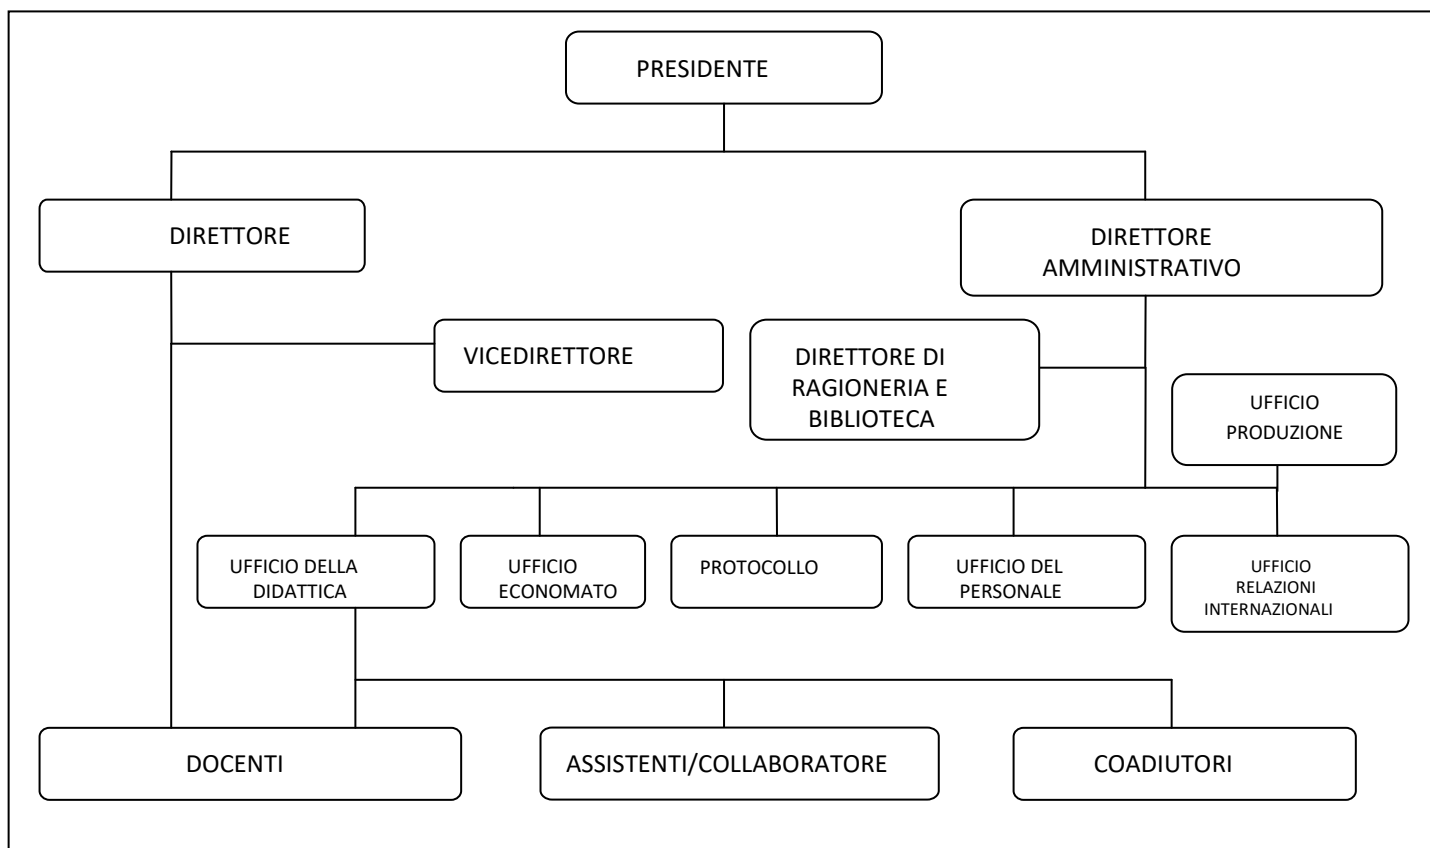 PRESIDENTE
DIRETTORE
DIRETTORE
AMMINISTRATIVO
VICEDIRETTORE
DIRETTORE DI
RAGIONERIA E
BIBLIOTECA
UFFICIO
PRODUZIONE
UFFICIO DELLA
DIDATTICA
UFFICIO
ECONOMATO
PROTOCOLLO
UFFICIO DEL
PERSONALE
UFFICIO
RELAZIONI
INTERNAZIONALI
DOCENTI
ASSISTENTI/COLLABORATORE
COADIUTORI